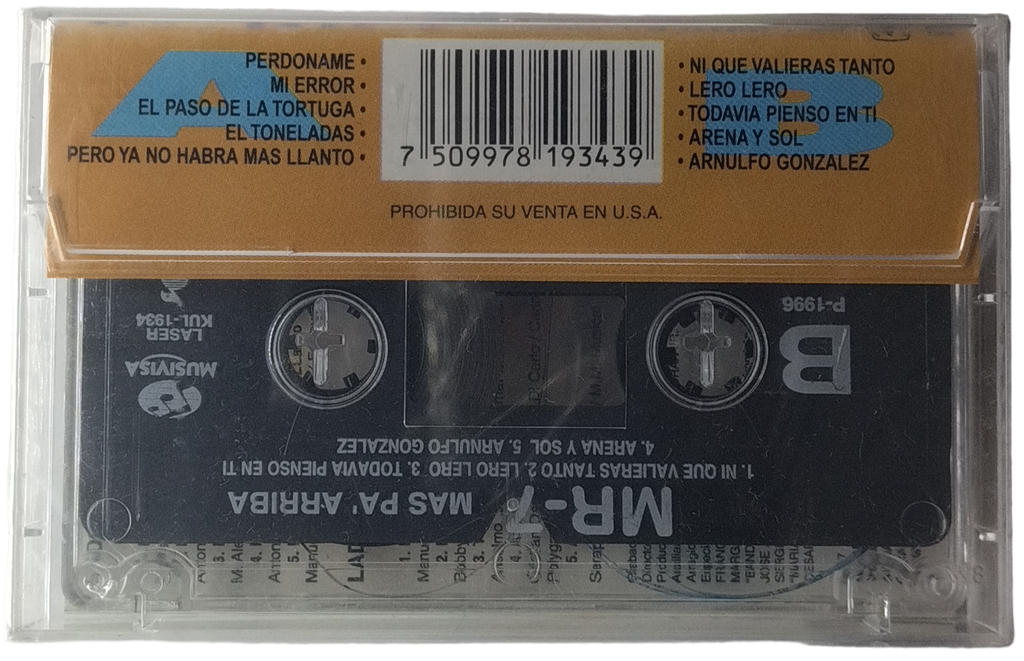 A
PERDONAME •
MI ERROR •
EL PASO DE LA TORTUGA •
EL TONELADAS •
PERO YA NO HABRA MAS LLANTO •
7 509978 193439
B
• NI QUE VALIERAS TANTO
• LERO LERO
• TODAVIA PIENSO EN TI
• ARENA Y SOL
• ARNULFO GONZALEZ
PROHIBIDA SU VENTA EN U.S.A.
MR-7 MAS PA' ARRIBA
1. NI QUE VALIERAS TANTO 2. LERO LERO. 3. TODAVIA PIENSO EN TI
4. ARENA Y SOL 5. ARNULFO GONZALEZ
B
P-1996
MUSIVISA
LASER
KUL-1934